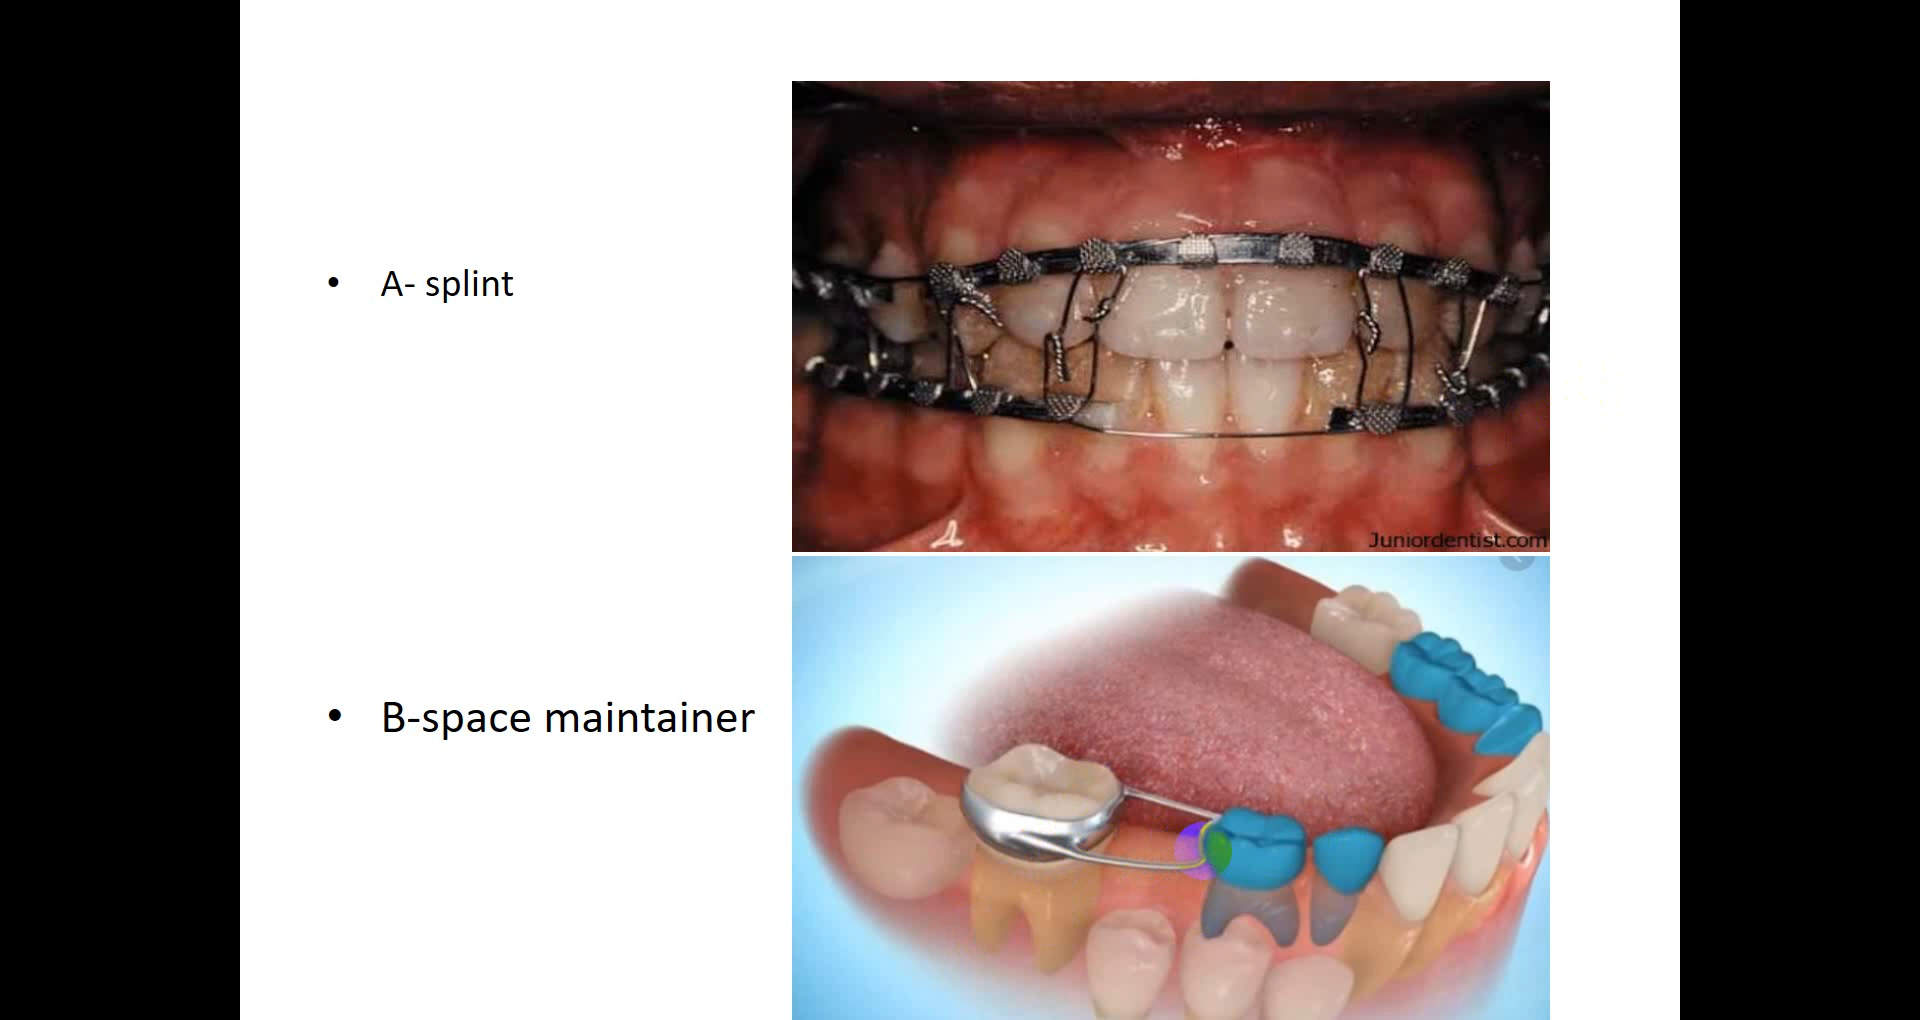 • A- splint
Juniordentist.com
• B-space maintainer